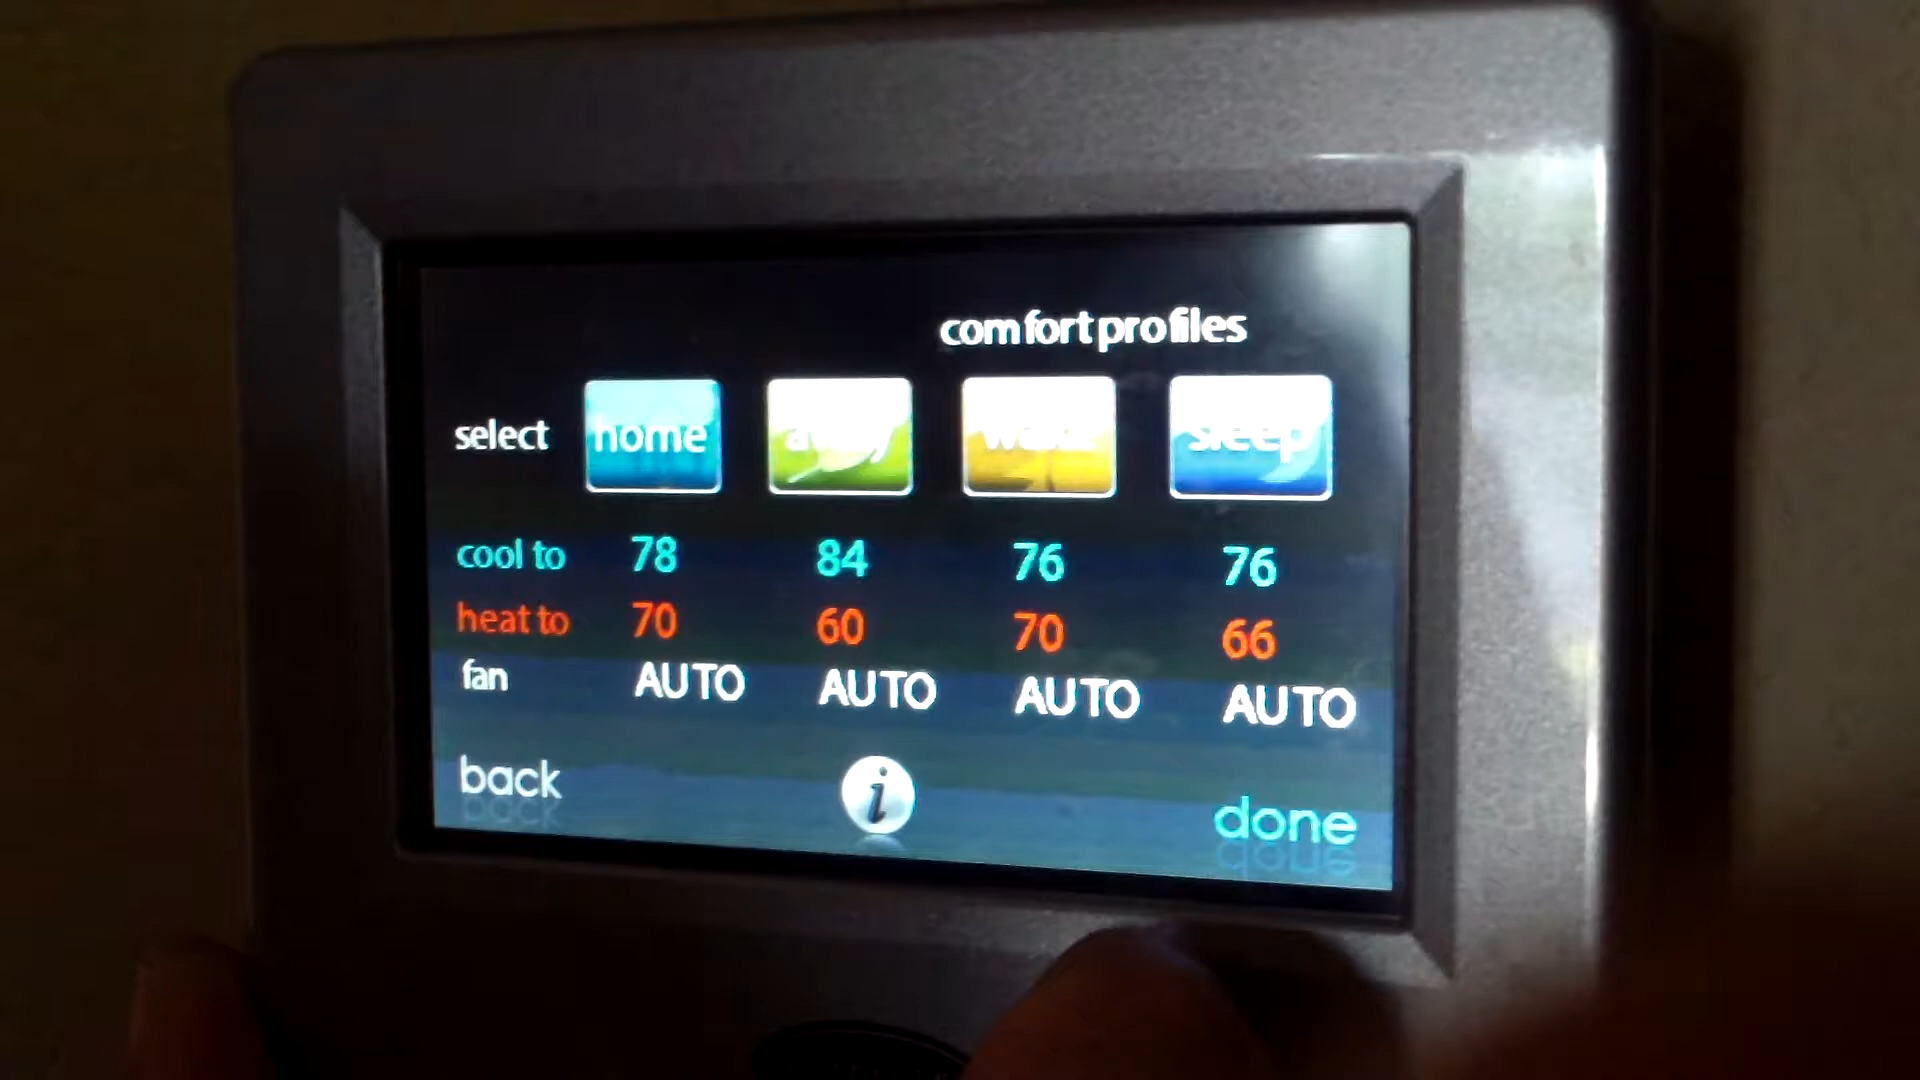 comfort profiles
select home away wake sleep
cool to 78 84 76 76
heat to 70 60 70 66
fan AUTO AUTO AUTO AUTO
back i done